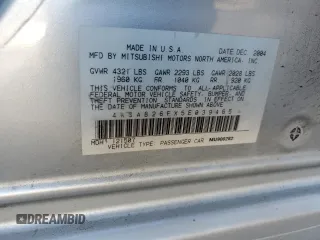 MADE IN U.S.A. DATE: DEC. 2004
MFD BY MITSUBISHI MOTORS NORTH AMERICA, INC.
GVWR 4321 LBS GAWR 2293 LBS GAWR 2028 LBS
1960 KG FR 1040 KG RR 920 KG
THIS VEHICLE CONFORMS TO ALL APPLICABLE
FEDERAL MOTOR VEHICLE SAFETY, BUMPER,
AND THEFT PREVENTION STANDARDS IN EFFECT ON
THE DATE OF MANUFACTURE SHOWN ABOVE.
VEHICLE TYPE: PASSENGER CAR